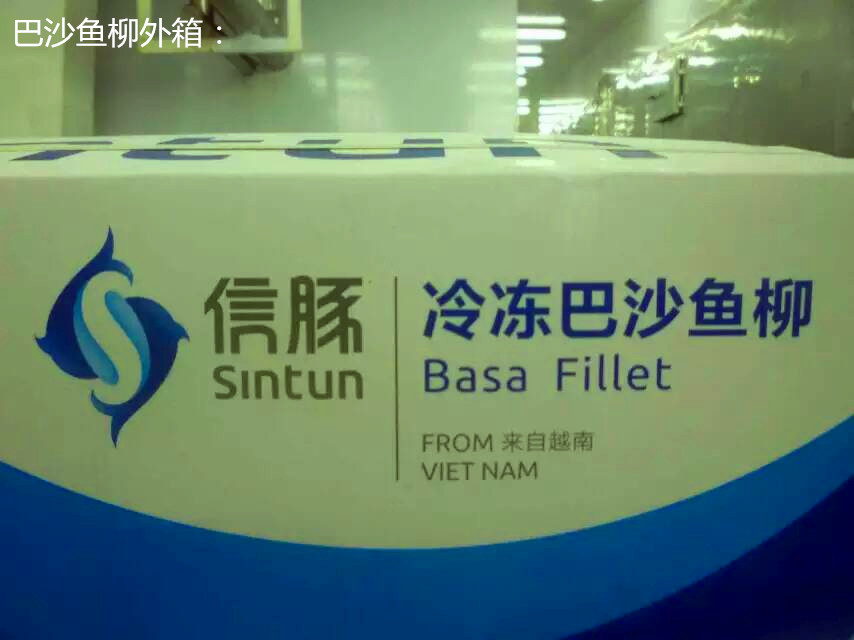 巴沙鱼柳外箱：
信豚
Sintun
冷冻巴沙鱼柳
Basa Fillet
FROM 来自越南
VIET NAM